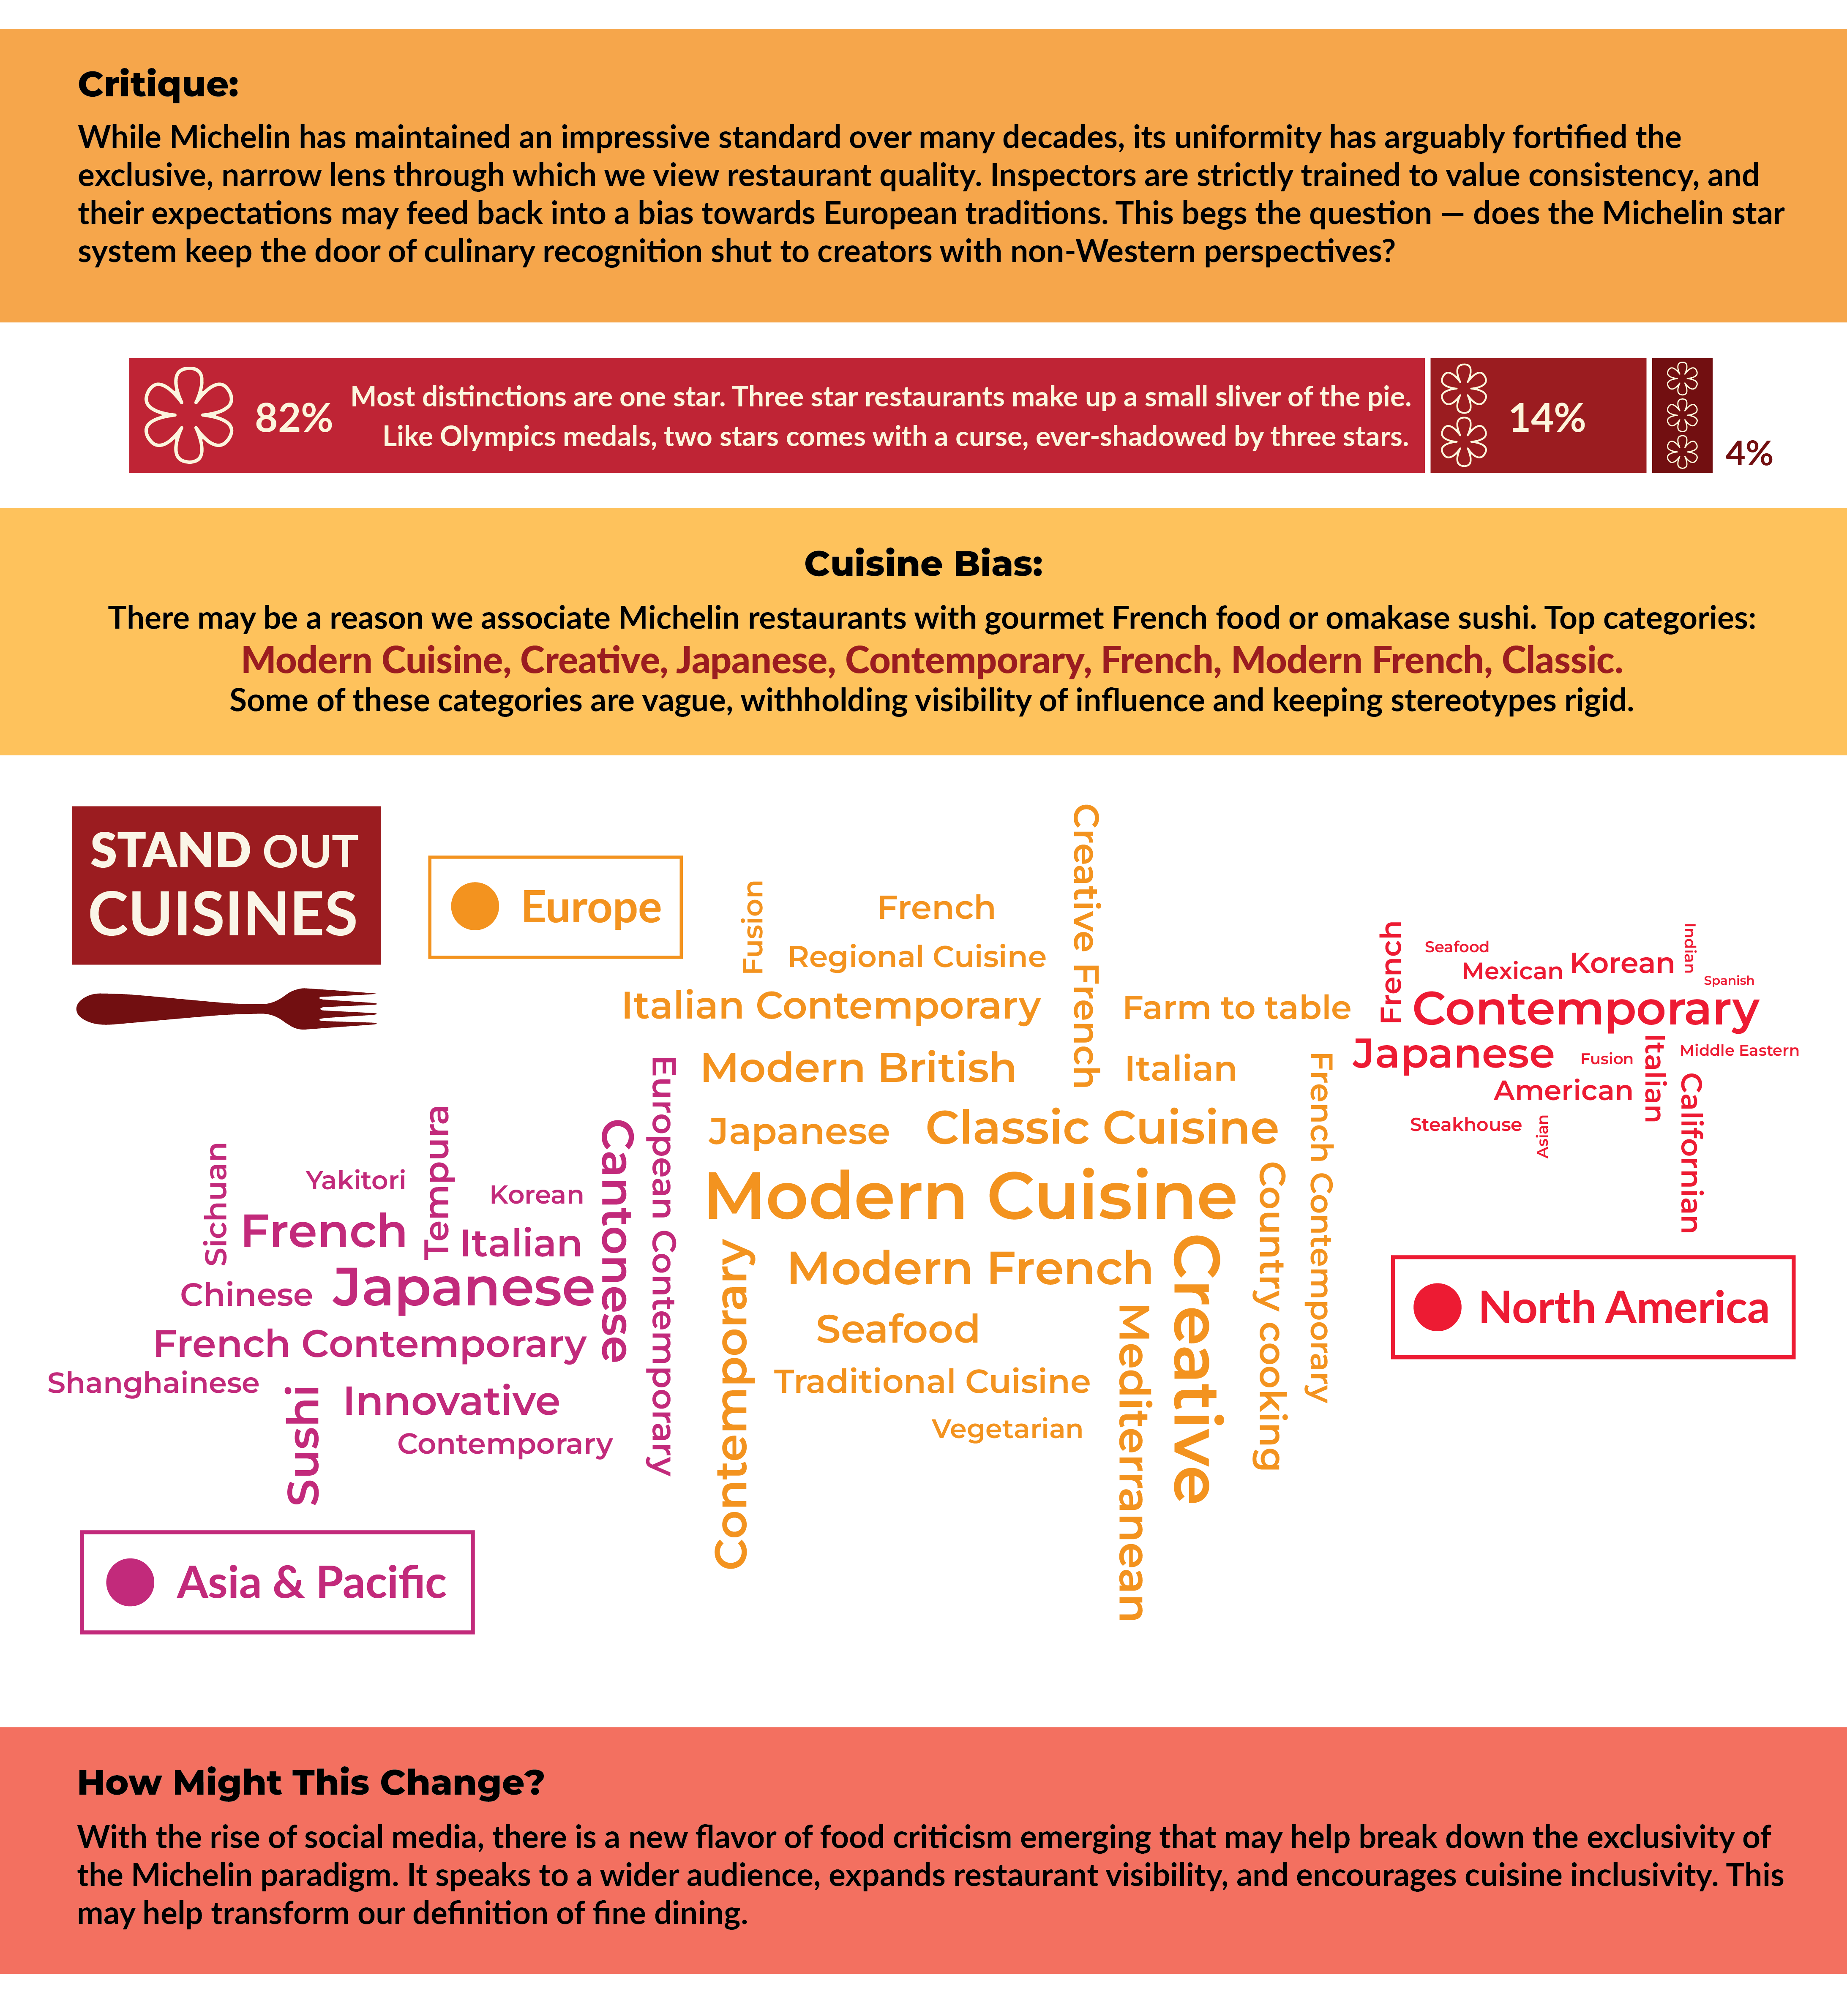 Critique:
While Michelin has maintained an impressive standard over many decades, its uniformity has arguably fortified the
exclusive, narrow lens through which we view restaurant quality. Inspectors are strictly trained to value consistency, and
their expectations may feed back into a bias towards European traditions. This begs the question — does the Michelin star
system keep the door of culinary recognition shut to creators with non-Western perspectives?
82%
Most distinctions are one star. Three star restaurants make up a small sliver of the pie.
Like Olympics medals, two stars comes with a curse, ever-shadowed by three stars.
14%
4%
Cuisine Bias:
There may be a reason we associate Michelin restaurants with gourmet French food or omakase sushi. Top categories:
Modern Cuisine, Creative, Japanese, Contemporary, French, Modern French, Classic.
Some of these categories are vague, withholding visibility of influence and keeping stereotypes rigid.
STAND OUT
CUISINES
Europe
Fusion
French
Regional Cuisine
Creative French
Italian Contemporary
Farm to table
Modern British
Italian
Japanese
Classic Cuisine
French Contemporary
Modern Cuisine
Country cooking
Contemporary
Modern French
Creative
Seafood
Mediterranean
Traditional Cuisine
Vegetarian
French
Seafood
Mexican
Korean
Indian
Spanish
Contemporary
Japanese
Fusion
Italian
Middle Eastern
American
Californian
Steakhouse
Asian
North America
European Contemporary
Cantonese
Tempura
Sichuan
Yakitori
Korean
French
Italian
Chinese
Japanese
French Contemporary
Shanghainese
Sushi
Innovative
Contemporary
Asia & Pacific
How Might This Change?
With the rise of social media, there is a new flavor of food criticism emerging that may help break down the exclusivity of
the Michelin paradigm. It speaks to a wider audience, expands restaurant visibility, and encourages cuisine inclusivity. This
may help transform our definition of fine dining.